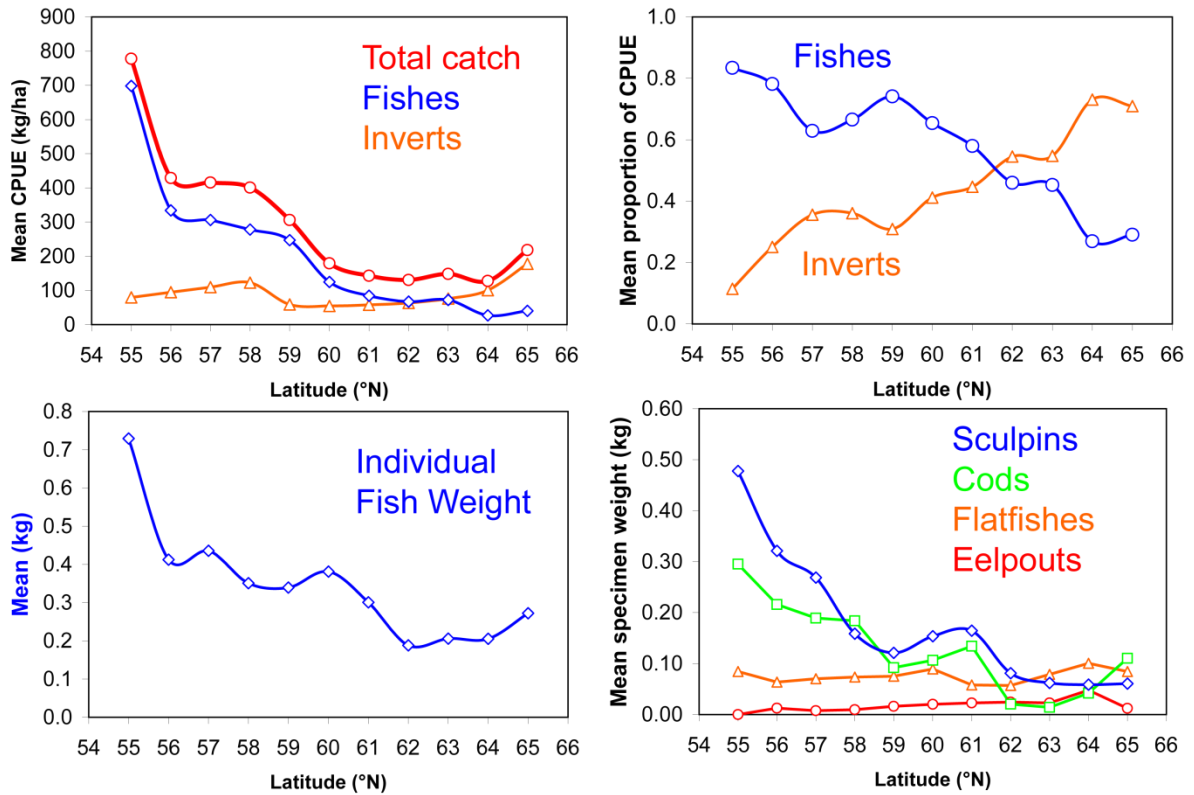 Mean CPUE (kg/ha)
900
800
700
600
500
400
300
200
100
0
Total catch
Fishes
Inverts
54 55 56 57 58 59 60 61 62 63 64 65 66
Latitude (°N)
Mean proportion of CPUE
1.0
0.8
0.6
0.4
0.2
0.0
Fishes
Inverts
54 55 56 57 58 59 60 61 62 63 64 65 66
Latitude (°N)
Mean (kg)
0.8
0.7
0.6
0.5
0.4
0.3
0.2
0.1
0.0
Individual
Fish Weight
54 55 56 57 58 59 60 61 62 63 64 65 66
Latitude (°N)
Mean specimen weight (kg)
0.60
0.50
0.40
0.30
0.20
0.10
0.00
Sculpins
Cods
Flatfishes
Eelpouts
54 55 56 57 58 59 60 61 62 63 64 65 66
Latitude (°N)